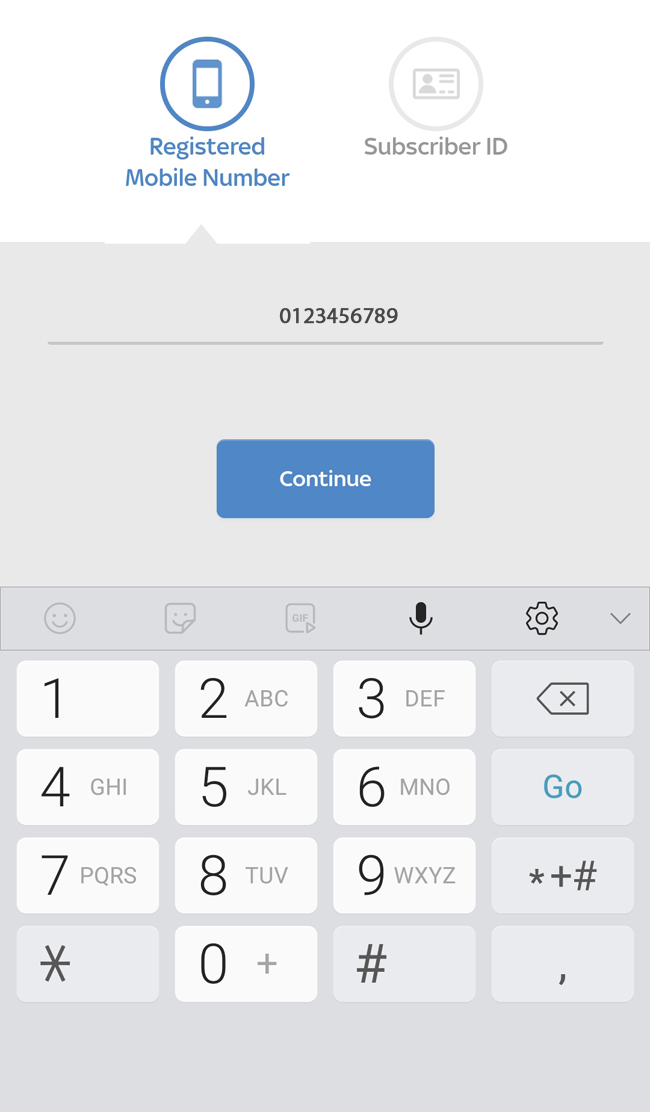 Registered
Mobile Number
Subscriber ID
0123456789
Continue
GIF
1
2 ABC
3 DEF
4 GHI
5 JKL
6 MNO
Go
7 PQRS
8 TUV
9 WXYZ
*+#
*
0 +
#
,